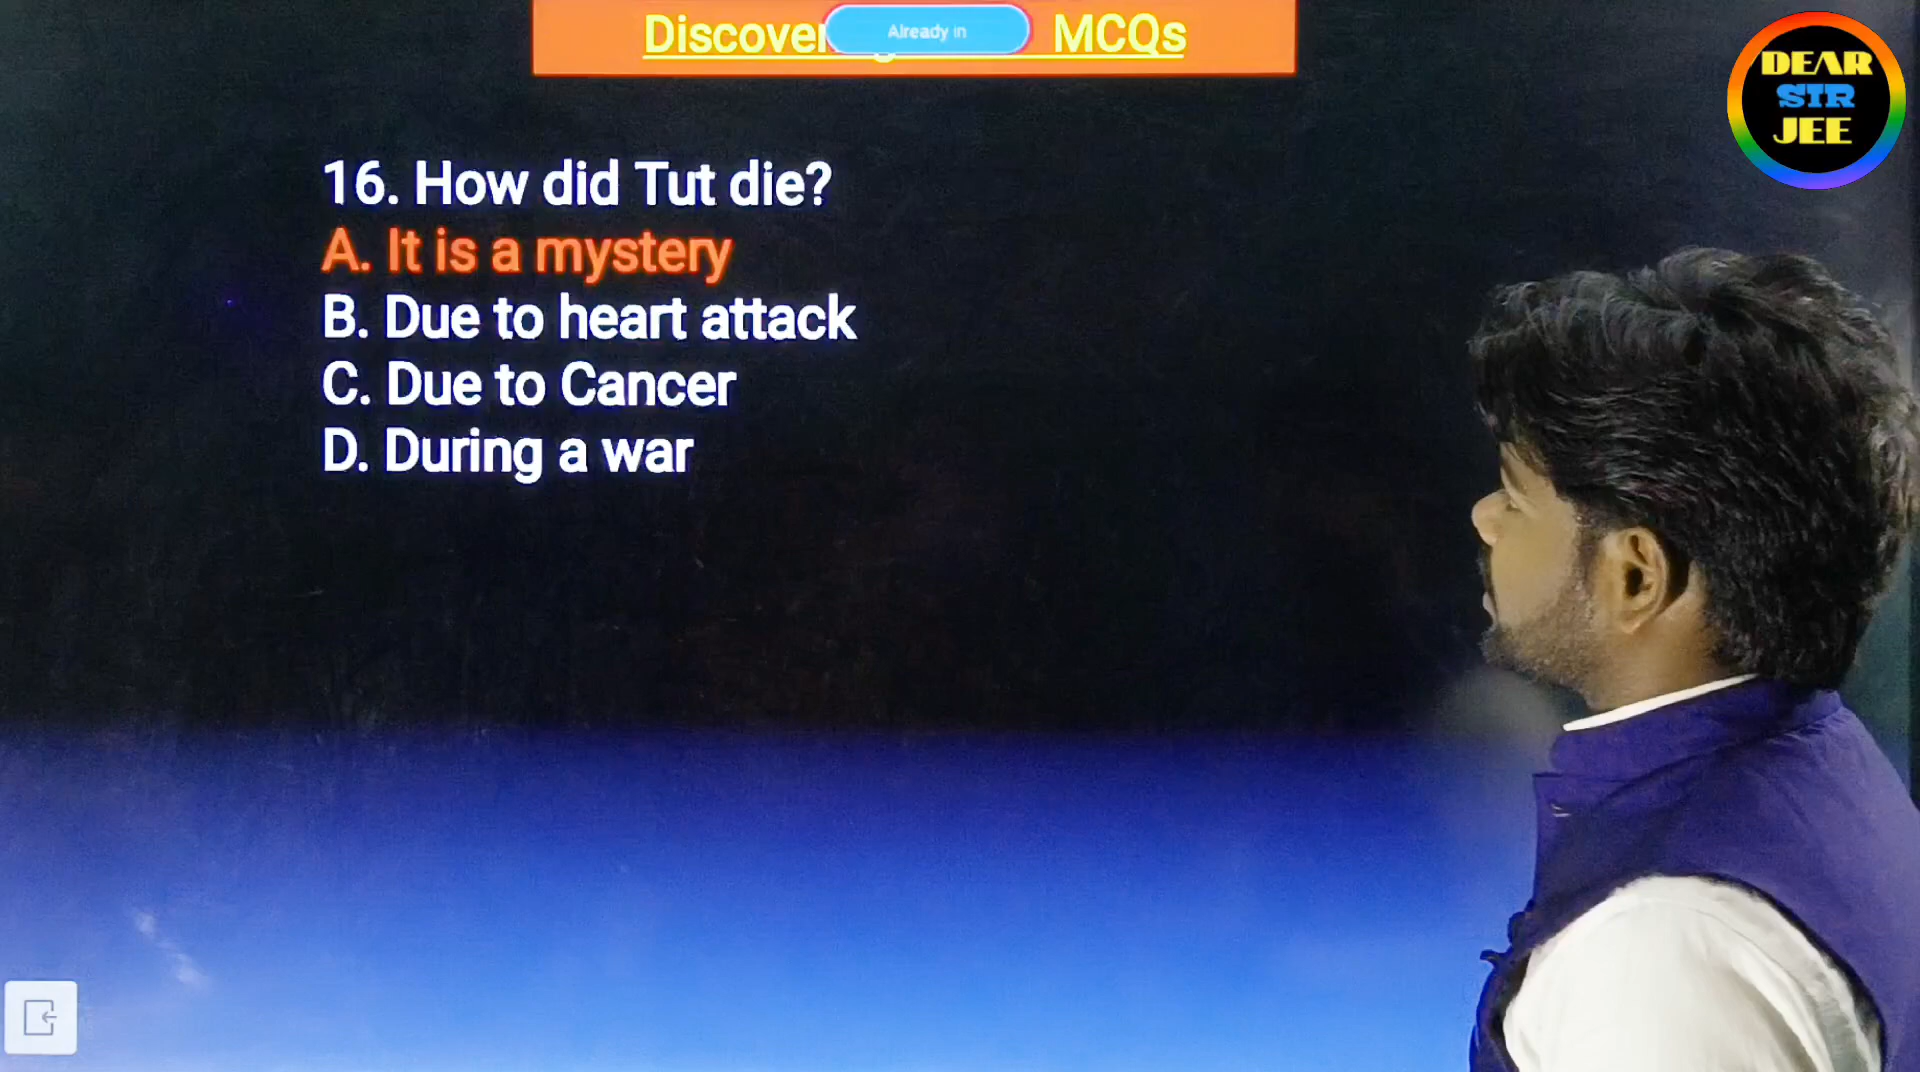 Discover MCQs
Already in
DEAR
SIR
JEE
16. How did Tut die?
A. It is a mystery
B. Due to heart attack
C. Due to Cancer
D. During a war